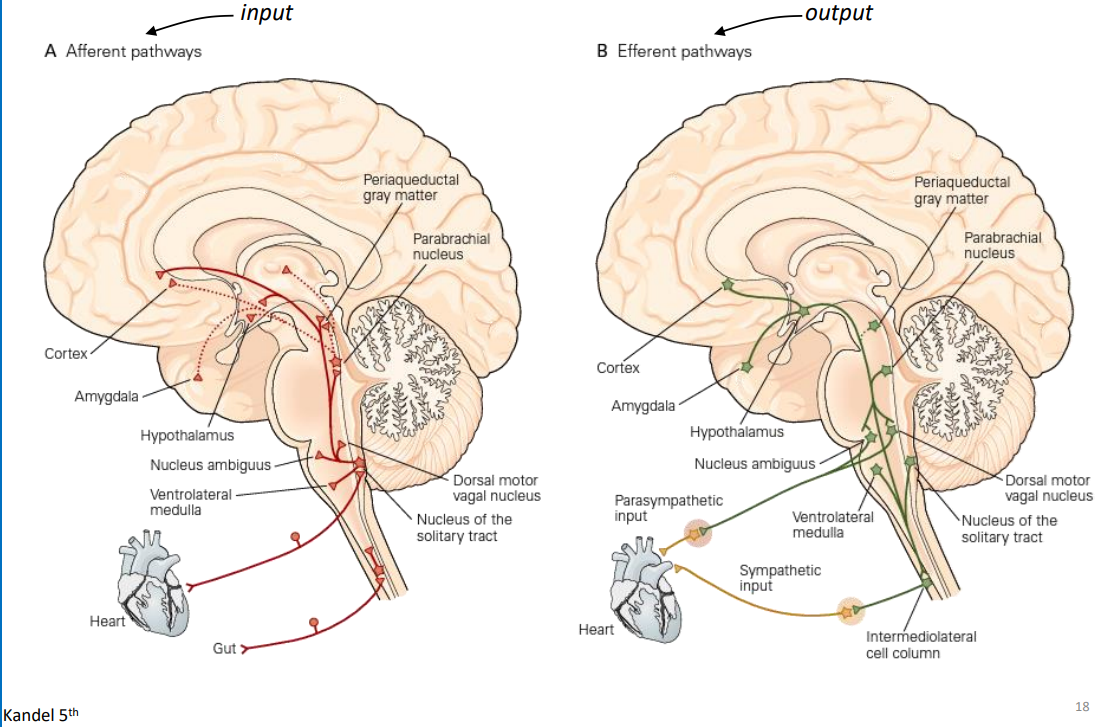 input
A Afferent pathways
Periaqueductal
gray matter
Parabrachial
nucleus
Cortex
Amygdala
Hypothalamus
Nucleus ambiguus
Ventrolateral
medulla
Dorsal motor
vagal nucleus
Nucleus of the
solitary tract
Heart
Gut
output
B Efferent pathways
Periaqueductal
gray matter
Parabrachial
nucleus
Cortex
Amygdala
Hypothalamus
Nucleus ambiguus
Parasympathetic
input
Ventrolateral
medulla
Dorsal motor
vagal nucleus
Nucleus of the
solitary tract
Sympathetic
input
Heart
Intermediolateral
cell column
Kandel 5th
18